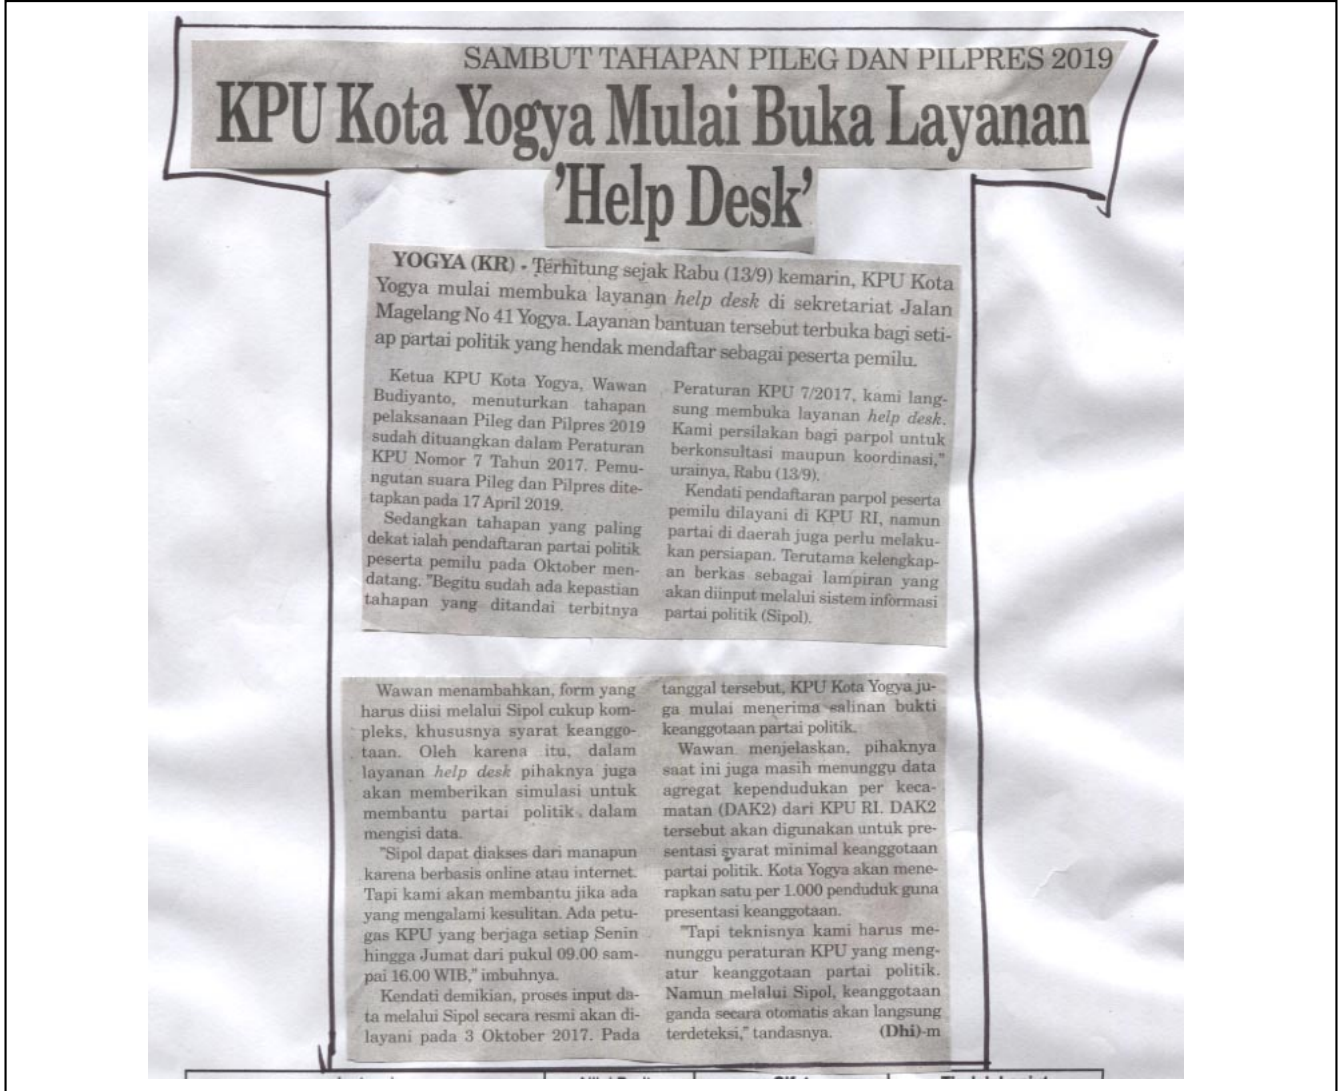 SAMBUT TAHAPAN PILEG DAN PILPRES 2019
KPU Kota Yogya Mulai Buka Layanan
'Help Desk'
YOGYA (KR) - Terhitung sejak Rabu (13/9) kemarin, KPU Kota
Yogya mulai membuka layanan help desk di sekretariat Jalan
Magelang No 41 Yogya. Layanan bantuan tersebut terbuka bagi seti-
ap partai politik yang hendak mendaftar sebagai peserta pemilu.
Ketua KPU Kota Yogya, Wawan
Budiyanto, menuturkan tahapan
pelaksanaan Pileg dan Pilpres 2019
sudah dituangkan dalam Peraturan
KPU Nomor 7 Tahun 2017. Pemu-
ngutan suara Pileg dan Pilpres dite-
tapkan pada 17 April 2019.
Sedangkan tahapan yang paling
dekat ialah pendaftaran partai politik
peserta pemilu pada Oktober men-
datang. "Begitu sudah ada kepastian
tahapan yang ditandai terbitnya
Peraturan KPU 7/2017, kami lang-
sung membuka layanan help desk.
Kami persilakan bagi parpol untuk
berkonsultasi maupun koordinasi,"
urainya, Rabu (13/9).
Kendati pendaftaran parpol peserta
pemilu dilayani di KPU RI, namun
partai di daerah juga perlu melaku-
kan persiapan. Terutama kelengkap-
an berkas sebagai lampiran yang
akan diinput melalui sistem informasi
partai politik (Sipol).
Wawan menambahkan, form yang
harus diisi melalui Sipol cukup kom-
pleks, khususnya syarat keanggo-
taan. Oleh karena itu, dalam
layanan help desk pihaknya juga
akan memberikan simulasi untuk
membantu partai politik dalam
mengisi data.
"Sipol dapat diakses dari manapun
karena berbasis online atau internet.
Tapi kami akan membantu jika ada
yang mengalami kesulitan. Ada petu-
gas KPU yang berjaga setiap Senin
hingga Jumat dari pukul 09.00 sam-
pai 16.00 WIB," imbuhnya.
Kendati demikian, proses input da-
ta melalui Sipol secara resmi akan di-
layani pada 3 Oktober 2017. Pada
tanggal tersebut, KPU Kota Yogya ju-
ga mulai menerima salinan bukti
keanggotaan partai politik.
Wawan menjelaskan, pihaknya
saat ini juga masih menunggu data
agregat kependudukan per keca-
matan (DAK2) dari KPU RI. DAK2
tersebut akan digunakan untuk pre-
sentasi syarat minimal keanggotaan
partai politik. Kota Yogya akan mene-
rapkan satu per 1.000 penduduk guna
presentasi keanggotaan.
"Tapi teknisnya kami harus me-
nunggu peraturan KPU yang meng-
atur keanggotaan partai politik.
Namun melalui Sipol, keanggotaan
ganda secara otomatis akan langsung
terdeteksi," tandasnya. (Dhi)-m